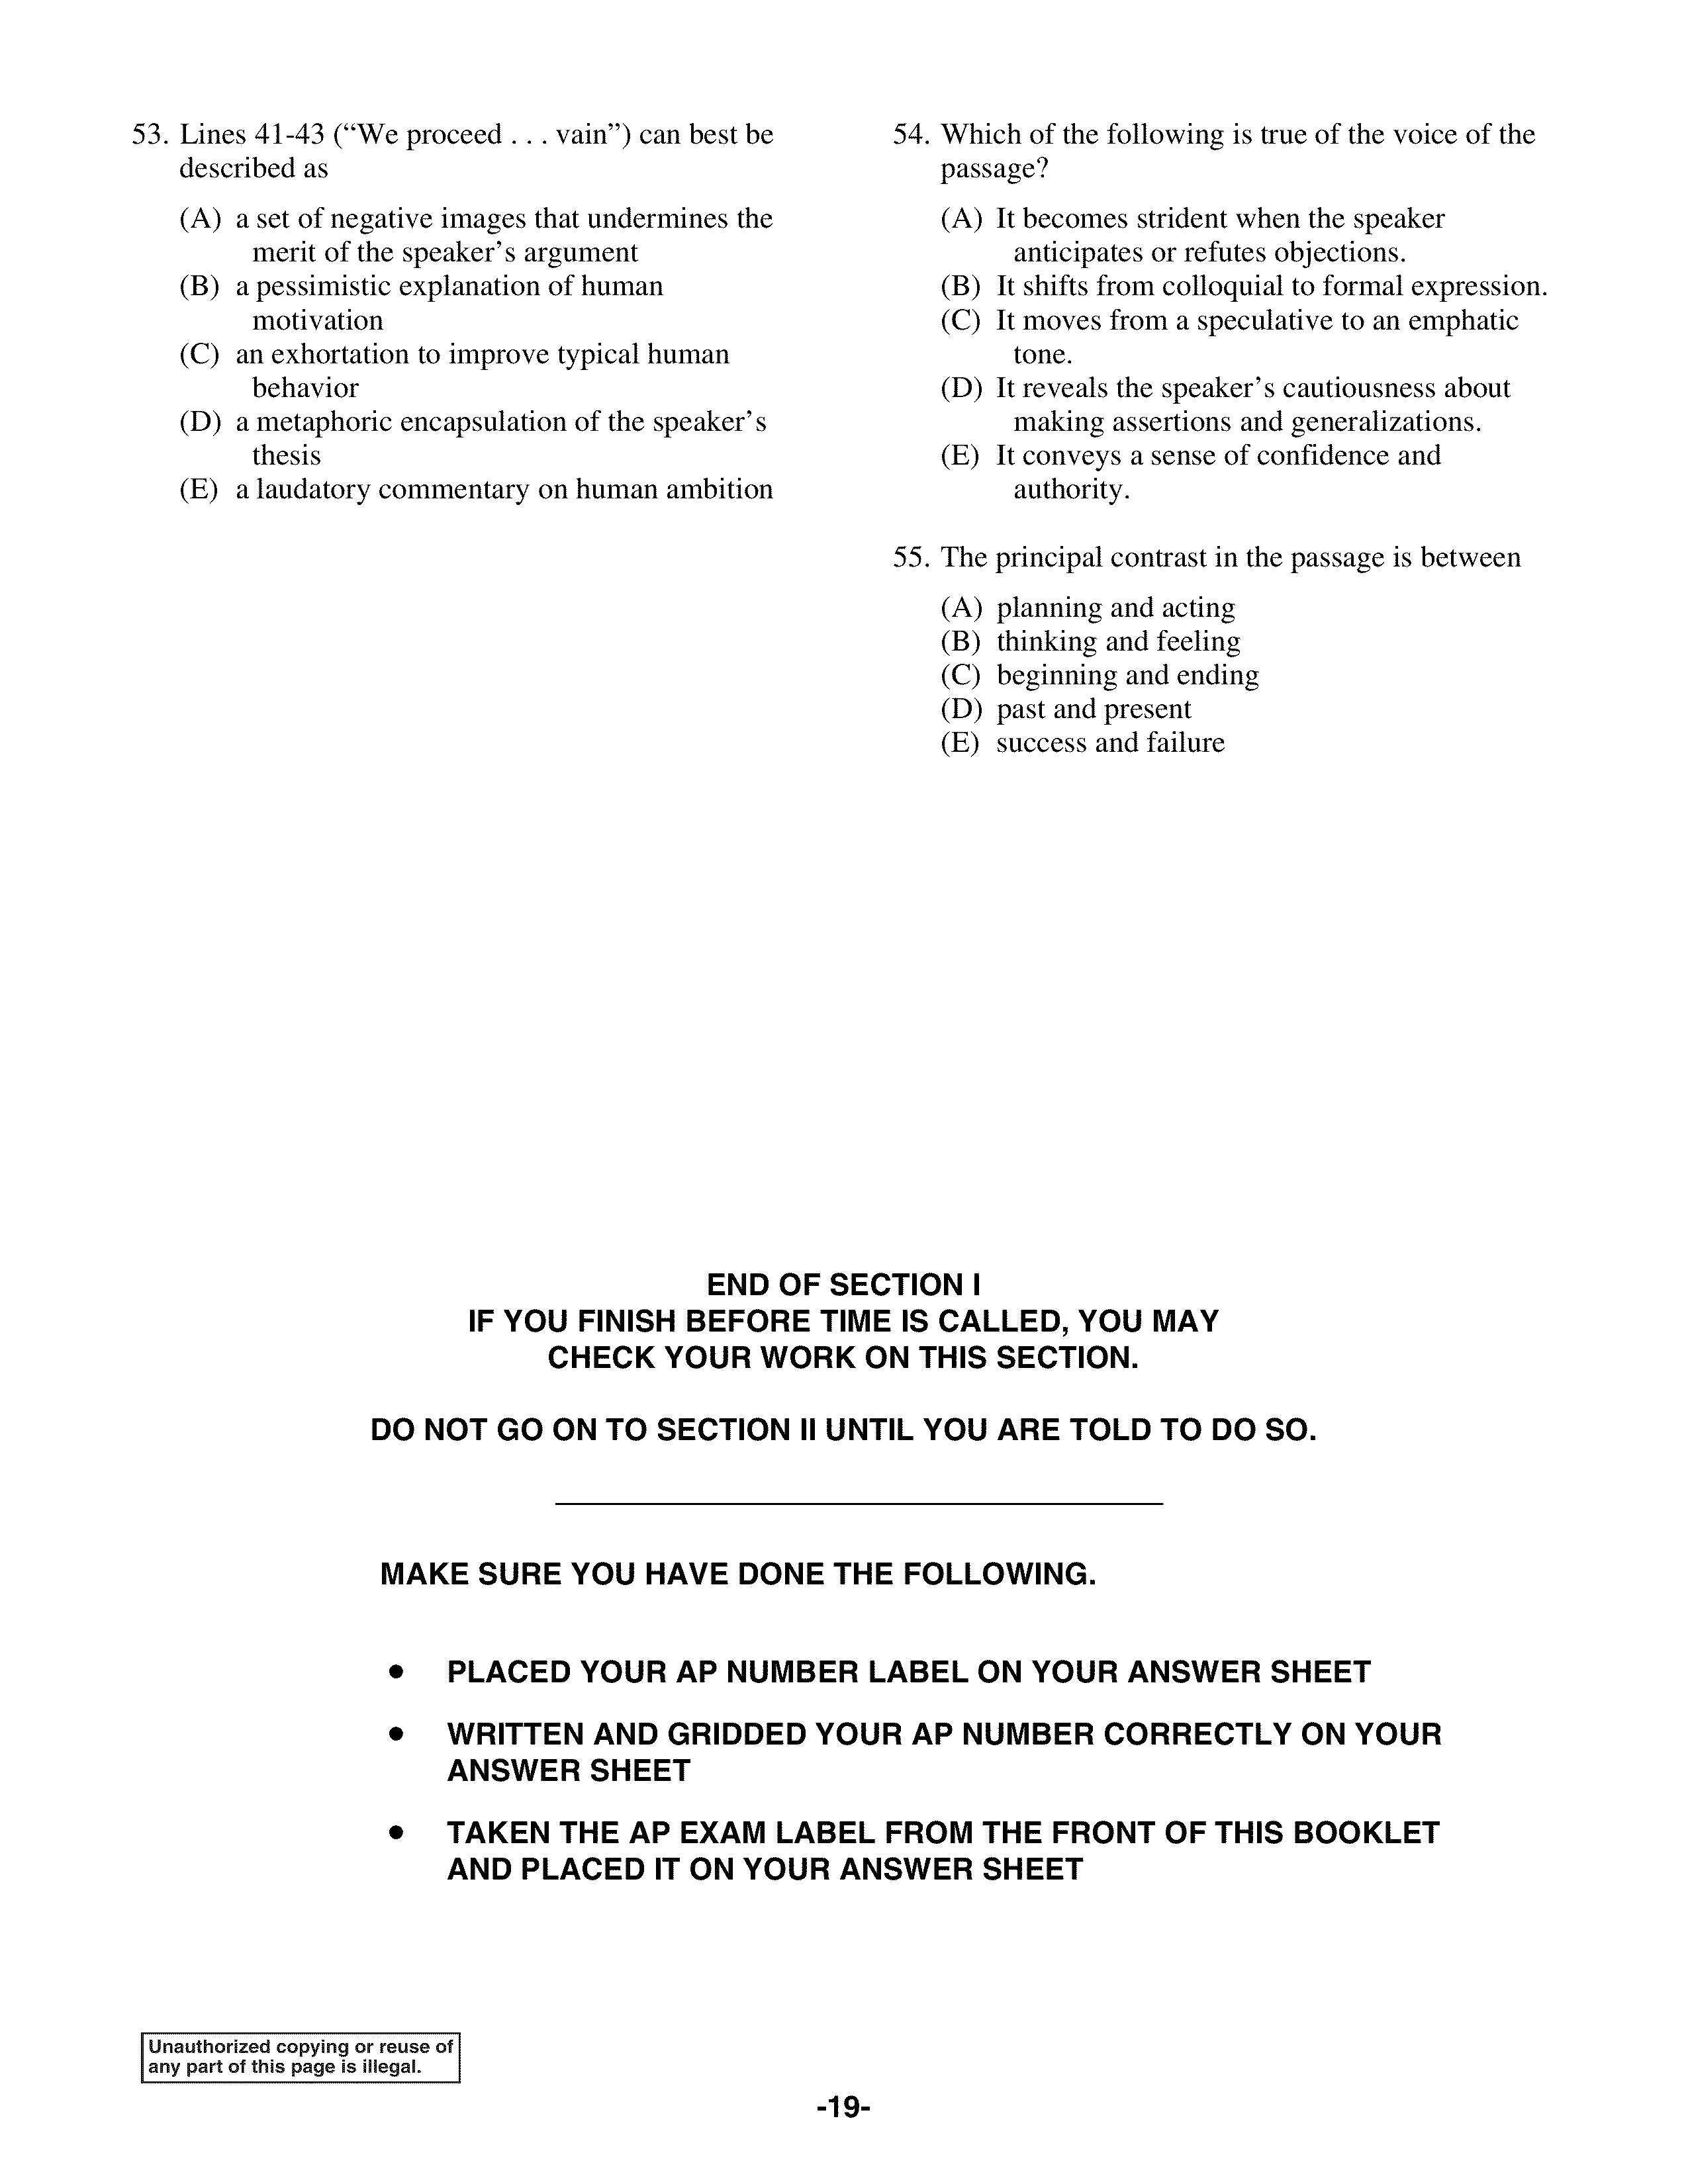 53. Lines 41-43 (“We proceed . . . vain”) can best be
described as
(A) a set of negative images that undermines the
merit of the speaker’s argument
(B) a pessimistic explanation of human
motivation
(C) an exhortation to improve typical human
behavior
(D) a metaphoric encapsulation of the speaker’s
thesis
(E) a laudatory commentary on human ambition
54. Which of the following is true of the voice of the
passage?
(A) It becomes strident when the speaker
anticipates or refutes objections.
(B) It shifts from colloquial to formal expression.
(C) It moves from a speculative to an emphatic
tone.
(D) It reveals the speaker’s cautiousness about
making assertions and generalizations.
(E) It conveys a sense of confidence and
authority.
55. The principal contrast in the passage is between
(A) planning and acting
(B) thinking and feeling
(C) beginning and ending
(D) past and present
(E) success and failure
END OF SECTION I
IF YOU FINISH BEFORE TIME IS CALLED, YOU MAY
CHECK YOUR WORK ON THIS SECTION.
DO NOT GO ON TO SECTION II UNTIL YOU ARE TOLD TO DO SO.
MAKE SURE YOU HAVE DONE THE FOLLOWING.
• PLACED YOUR AP NUMBER LABEL ON YOUR ANSWER SHEET
• WRITTEN AND GRIDDED YOUR AP NUMBER CORRECTLY ON YOUR
ANSWER SHEET
• TAKEN THE AP EXAM LABEL FROM THE FRONT OF THIS BOOKLET
AND PLACED IT ON YOUR ANSWER SHEET
Unauthorized copying or reuse of
any part of this page is illegal.
-19-